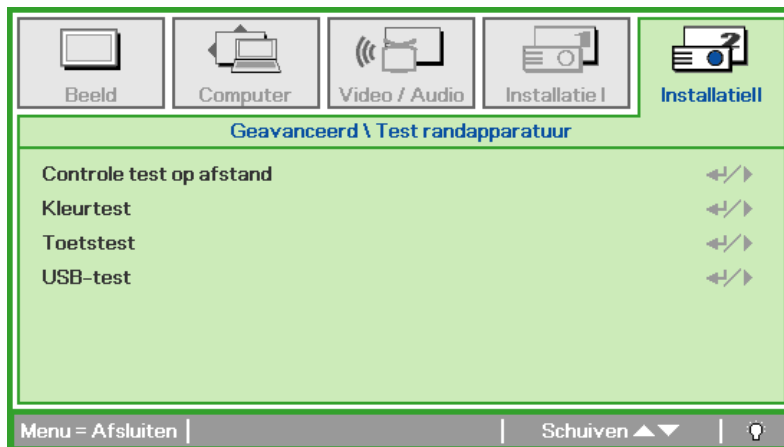 Beeld
Computer
Video / Audio
Installatie I
InstallatieII
Geavanceerd \ Test randapparatuur
Controle test op afstand
Kleurtest
Toetstest
USB-test
Menu = Afsluiten | | Schuiven ▲▼ |